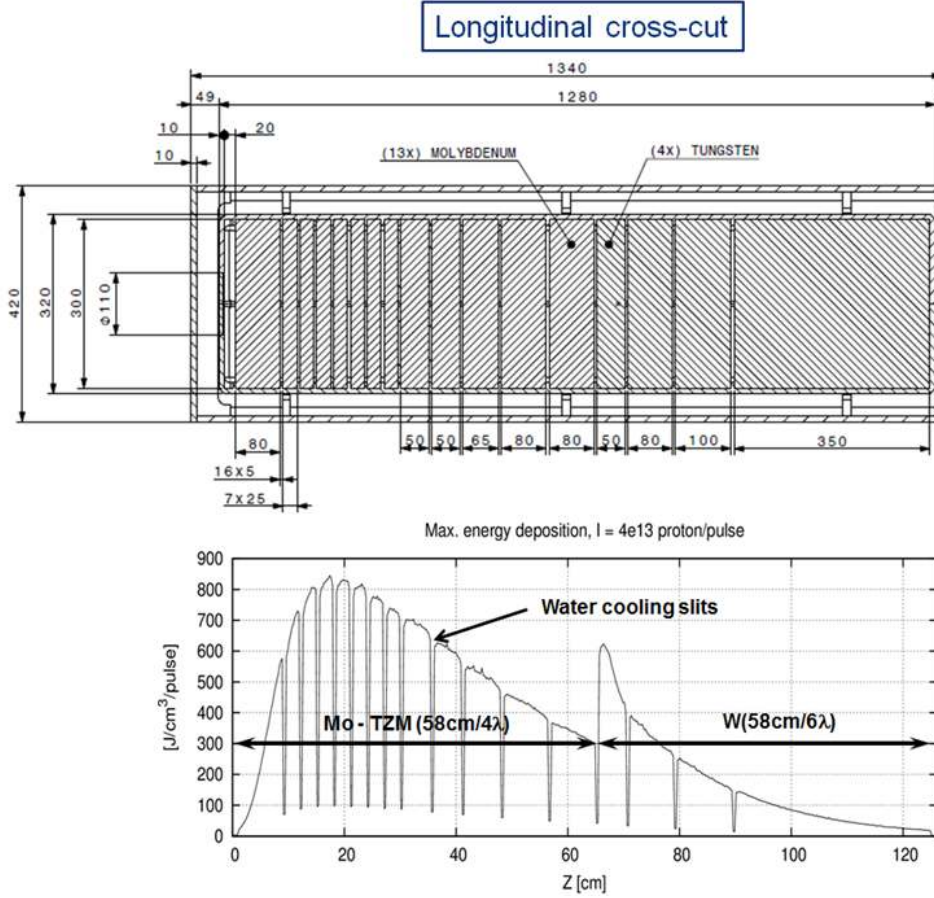 Longitudinal cross-cut
1340
49 1280
10 20
10 (13x) MOLYBDENUM (4x) TUNGSTEN
420 320 300 Φ110
80 50 50 65 80 80 50 80 100 350
16x5
7x25
Max. energy deposition, I = 4e13 proton/pulse
900
800
700
600
500
400
300
200
100
0
[J/cm³/pulse]
Water cooling slits
Mo - TZM (58cm/4λ) W(58cm/6λ)
0 20 40 60 80 100 120
Z [cm]